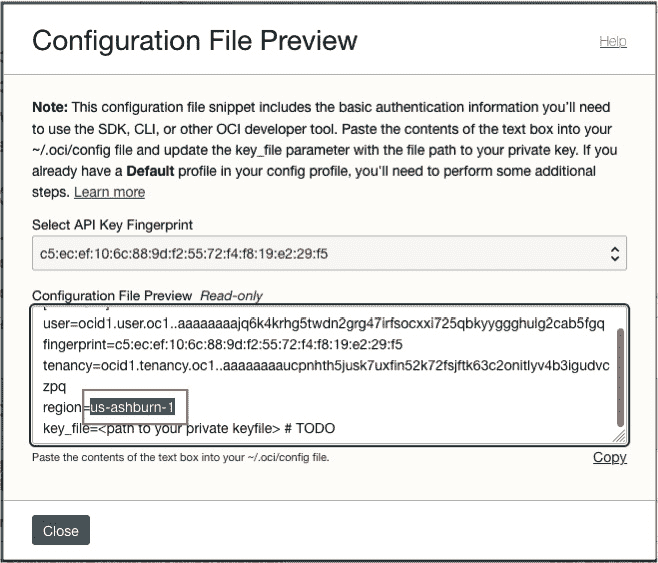 Configuration File Preview
Help
Note: This configuration file snippet includes the basic authentication information you'll need
to use the SDK, CLI, or other OCI developer tool. Paste the contents of the text box into your
~/.oci/config file and update the key_file parameter with the file path to your private key. If you
already have a Default profile in your config profile, you'll need to perform some additional
steps. Learn more
Select API Key Fingerprint
c5:ec:ef:10:6c:88:9d:f2:55:72:f4:f8:19:e2:29:f5
Configuration File Preview Read-only
user=ocid1.user.oc1..aaaaaaaajq6k4krhg5twdn2grg47irfsocxxi725qbkyyggghulg2cab5fgq
fingerprint=c5:ec:ef:10:6c:88:9d:f2:55:72:f4:f8:19:e2:29:f5
tenancy=ocid1.tenancy.oc1..aaaaaaaaucpnhth5jusk7uxfin52k72fsjftk63c2onitlyv4b3igudvc
zpq
region=us-ashburn-1
key_file=<path to your private keyfile> # TODO
Paste the contents of the text box into your ~/.oci/config file.
Copy
Close